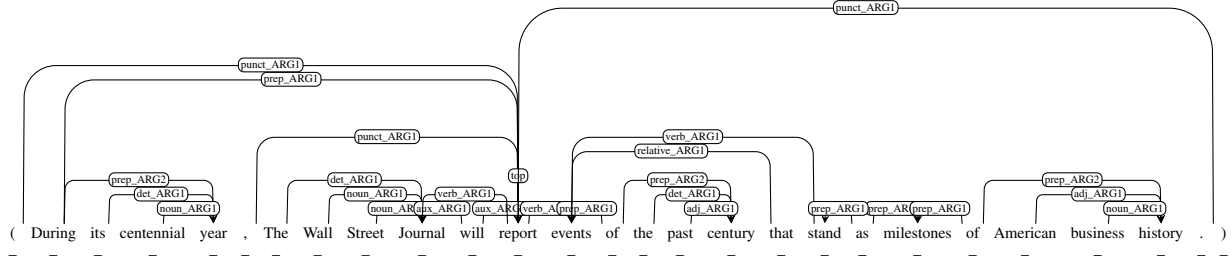 punct_ARG1
punct_ARG1
prep_ARG1
punct_ARG1 verb_ARG1
relative_ARG1
top
prep_ARG2 det_ARG1 prep_ARG2 prep_ARG2
det_ARG1 noun_ARG1 verb_ARG1 det_ARG1 adj_ARG1
noun_ARG1 aux_ARG1 prep_ARG1 adj_ARG1 prep_ARG1 prep_ARG1 noun_ARG1
( During its centennial year , The Wall Street Journal will report events of the past century that stand as milestones of American business history . )
_ _ _ _ _ _ _ _ _ _ _ _ _ _ _ _ _ _ _ _ _ _ _ _ _ _ _